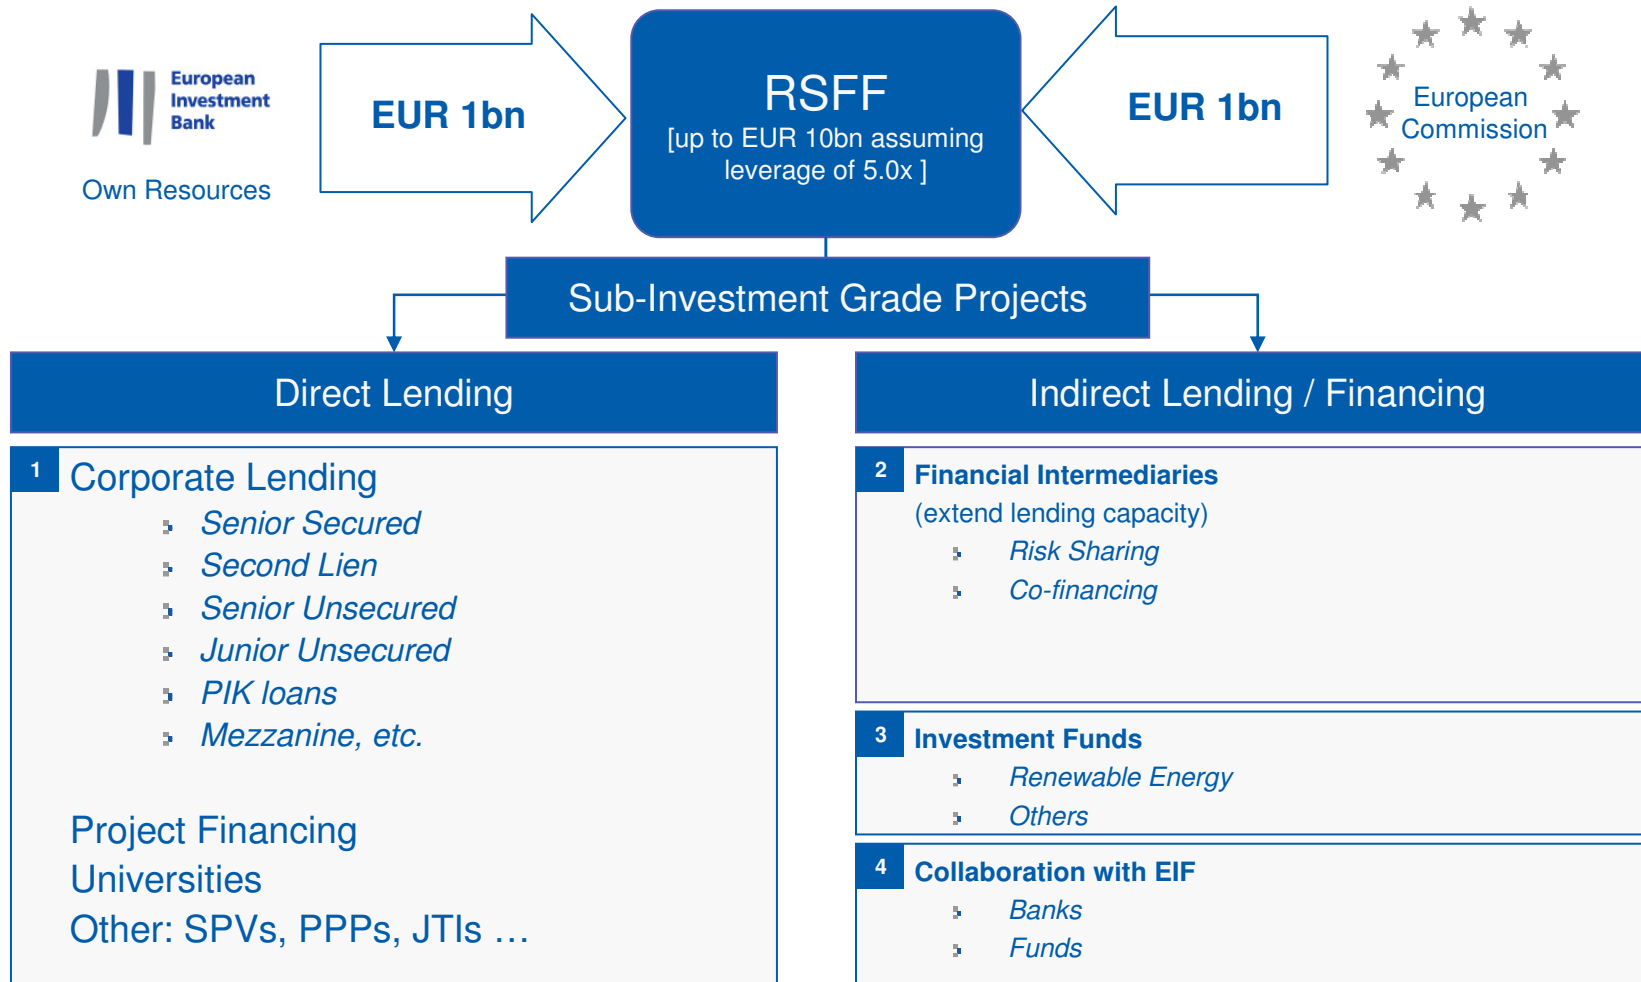 European
Investment
Bank
Own Resources
EUR 1bn
RSFF
[up to EUR 10bn assuming
leverage of 5.0x ]
EUR 1bn
European
Commission
Sub-Investment Grade Projects
Direct Lending
1 Corporate Lending
Senior Secured
Second Lien
Senior Unsecured
Junior Unsecured
PIK loans
Mezzanine, etc.
Project Financing
Universities
Other: SPVs, PPPs, JTIs …
Indirect Lending / Financing
2 Financial Intermediaries
(extend lending capacity)
Risk Sharing
Co-financing
3 Investment Funds
Renewable Energy
Others
4 Collaboration with EIF
Banks
Funds